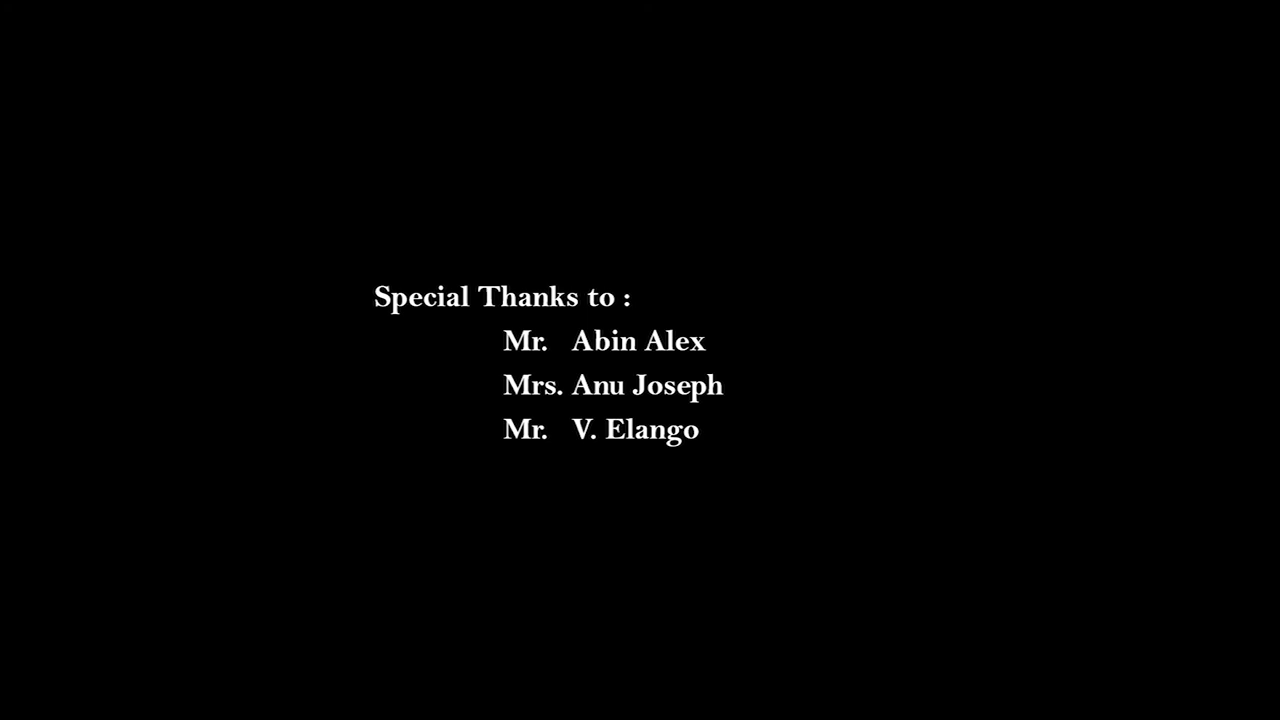 Special Thanks to :
Mr. Abin Alex
Mrs. Anu Joseph
Mr. V. Elango